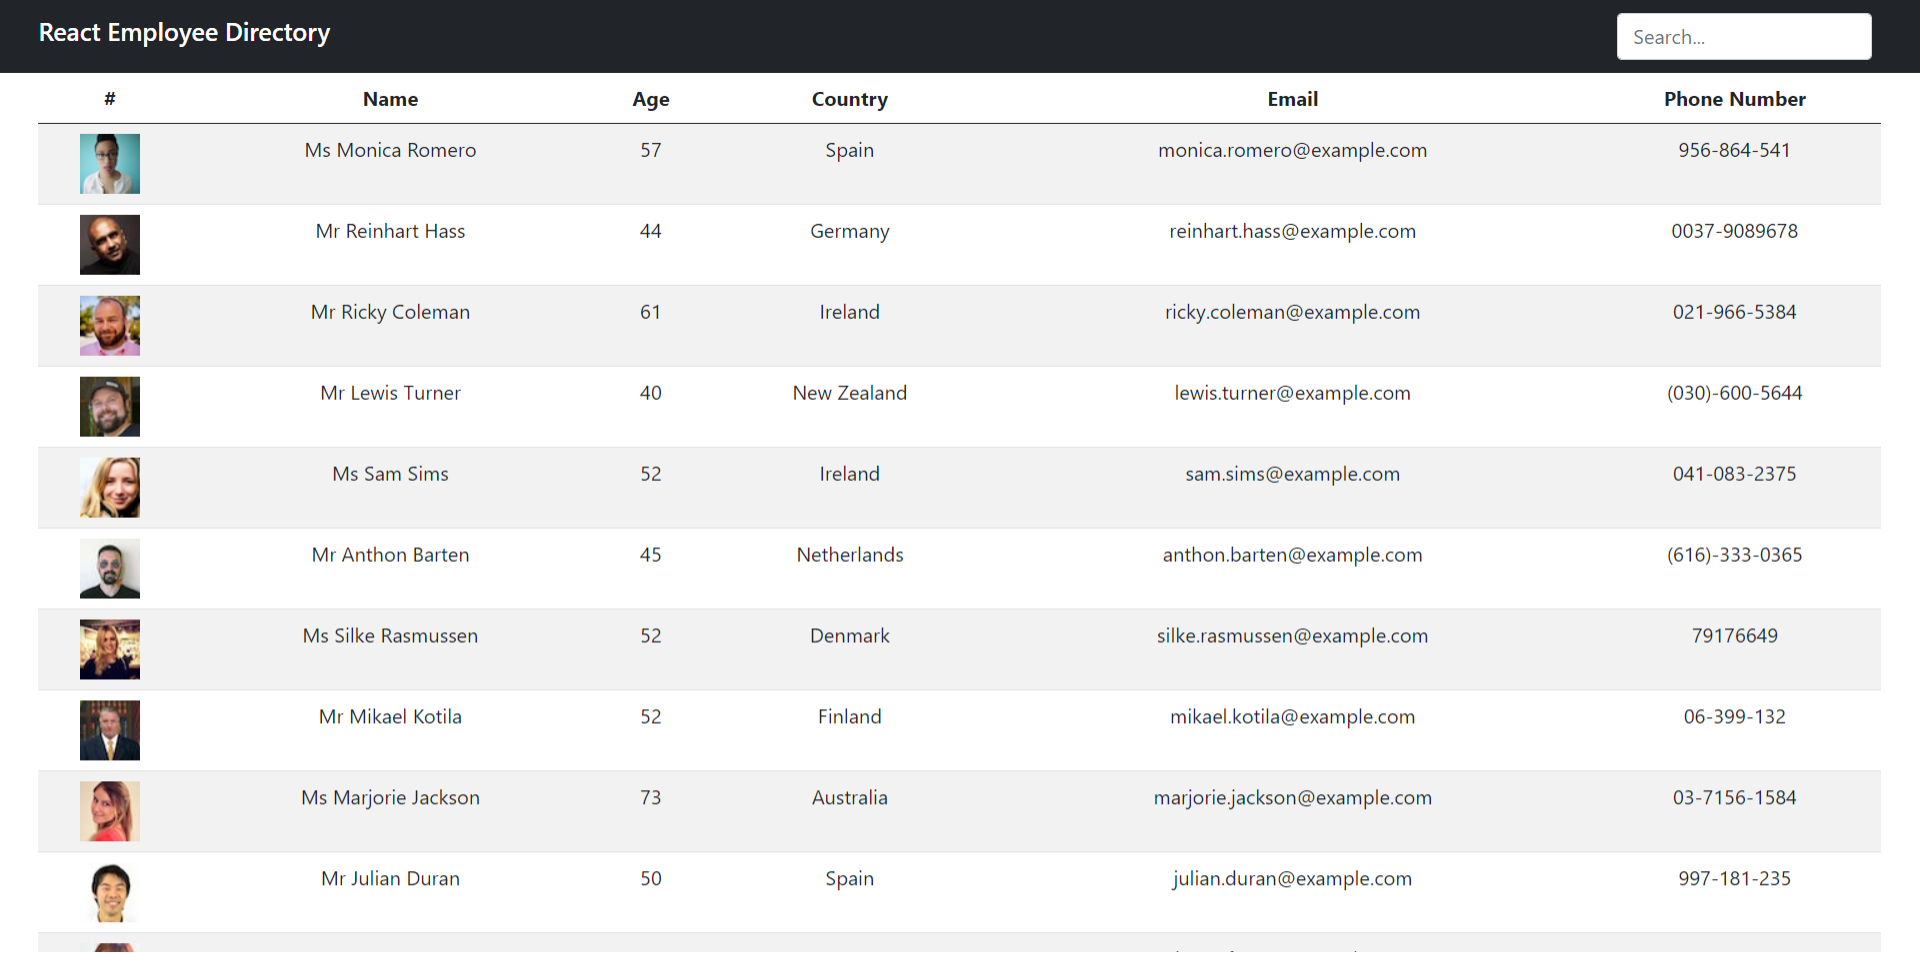 React Employee Directory Search...
# Name Age Country Email Phone Number
Ms Monica Romero 57 Spain monica.romero@example.com 956-864-541
Mr Reinhart Hass 44 Germany reinhart.hass@example.com 0037-9089678
Mr Ricky Coleman 61 Ireland ricky.coleman@example.com 021-966-5384
Mr Lewis Turner 40 New Zealand lewis.turner@example.com (030)-600-5644
Ms Sam Sims 52 Ireland sam.sims@example.com 041-083-2375
Mr Anthon Barten 45 Netherlands anthon.barten@example.com (616)-333-0365
Ms Silke Rasmussen 52 Denmark silke.rasmussen@example.com 79176649
Mr Mikael Kotila 52 Finland mikael.kotila@example.com 06-399-132
Ms Marjorie Jackson 73 Australia marjorie.jackson@example.com 03-7156-1584
Mr Julian Duran 50 Spain julian.duran@example.com 997-181-235